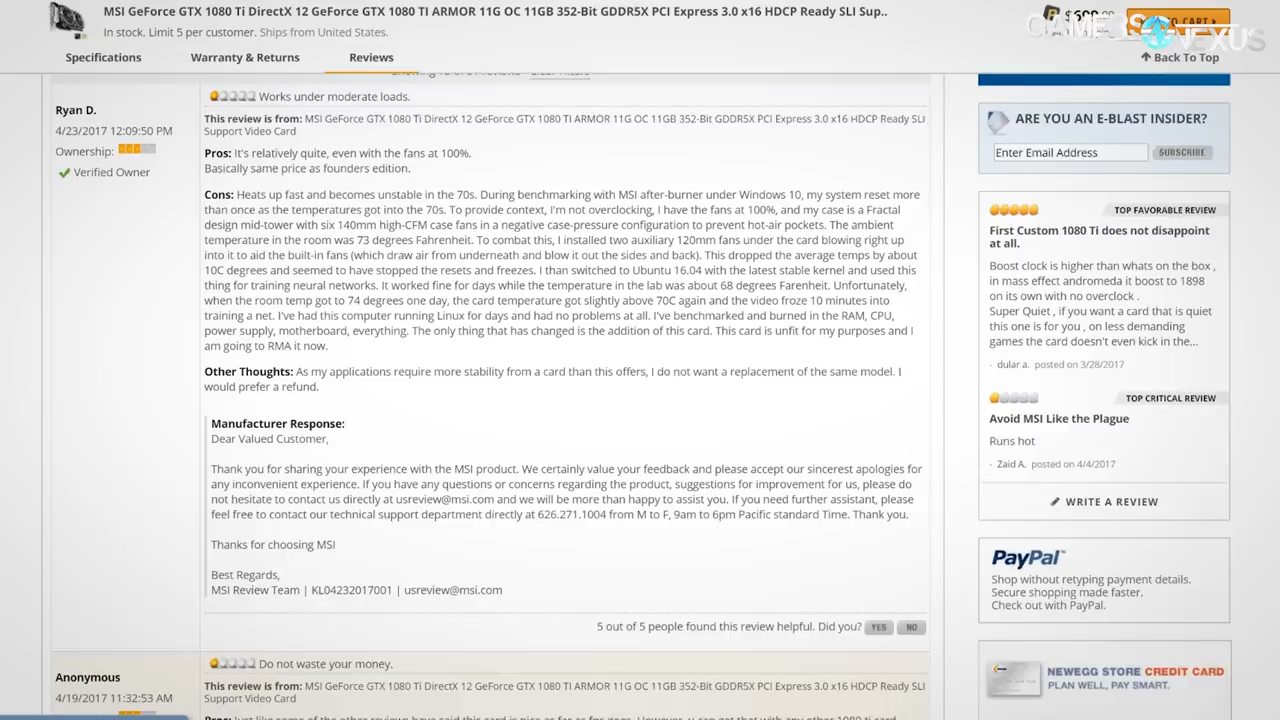 MSI GeForce GTX 1080 Ti DirectX 12 GeForce GTX 1080 TI ARMOR 11G OC 11GB 352-Bit GDDR5X PCI Express 3.0 x16 HDCP Ready SLI Sup..
In stock. Limit 5 per customer. Ships from United States.
CART
GAMERS NEXUS
Specifications
Warranty & Returns
Reviews
Back To Top
Ryan D.
4/23/2017 12:09:50 PM
Ownership:
Verified Owner
Works under moderate loads.
This review is from: MSI GeForce GTX 1080 Ti DirectX 12 GeForce GTX 1080 TI ARMOR 11G OC 11GB 352-Bit GDDR5X PCI Express 3.0 x16 HDCP Ready SLI
Support Video Card
Pros: It's relatively quite, even with the fans at 100%.
Basically same price as founders edition.
Cons: Heats up fast and becomes unstable in the 70s. During benchmarking with MSI after-burner under Windows 10, my system reset more
than once as the temperatures got into the 70s. To provide context, I'm not overclocking, I have the fans at 100%, and my case is a Fractal
design mid-tower with six 140mm high-CFM case fans in a negative case-pressure configuration to prevent hot-air pockets. The ambient
temperature in the room was 73 degrees Fahrenheit. To combat this, I installed two auxiliary 120mm fans under the card blowing right up
into it to aid the built-in fans (which draw air from underneath and blow it out the sides and back). This dropped the average temps by about
10C degrees and seemed to have stopped the resets and freezes. I than switched to Ubuntu 16.04 with the latest stable kernel and used this
thing for training neural networks. It worked fine for days while the temperature in the lab was about 68 degrees Farenheit. Unfortunately,
when the room temp got to 74 degrees one day, the card temperature got slightly above 70C again and the video froze 10 minutes into
training a net. I've had this computer running Linux for days and had no problems at all. I've benchmarked and burned in the RAM, CPU,
power supply, motherboard, everything. The only thing that has changed is the addition of this card. This card is unfit for my purposes and I
am going to RMA it now.
Other Thoughts: As my applications require more stability from a card than this offers, I do not want a replacement of the same model. I
would prefer a refund.
Manufacturer Response:
Dear Valued Customer,
Thank you for sharing your experience with the MSI product. We certainly value your feedback and please accept our sincerest apologies for
any inconvenient experience. If you have any questions or concerns regarding the product, suggestions for improvement for us, please do
not hesitate to contact us directly at usreview@msi.com and we will be more than happy to assist you. If you need further assistant, please
feel free to contact our technical support department directly at 626.271.1004 from M to F, 9am to 6pm Pacific standard Time. Thank you.
Thanks for choosing MSI
Best Regards,
MSI Review Team | KL04232017001 | usreview@msi.com
5 out of 5 people found this review helpful. Did you? YES NO
Anonymous
4/19/2017 11:32:53 AM
Do not waste your money.
This review is from: MSI GeForce GTX 1080 Ti DirectX 12 GeForce GTX 1080 TI ARMOR 11G OC 11GB 352-Bit GDDR5X PCI Express 3.0 x16 HDCP Ready SLI
Support Video Card
ARE YOU AN E-BLAST INSIDER?
Enter Email Address SUBSCRIBE
TOP FAVORABLE REVIEW
First Custom 1080 Ti does not disappoint
at all.
Boost clock is higher than whats on the box ,
in mass effect andromeda it boost to 1898
on its own with no overclock .
Super Quiet , if you want a card that is quiet
this one is for you , on less demanding
games the card doesn't even kick in the...
- dular a. posted on 3/28/2017
TOP CRITICAL REVIEW
Avoid MSI Like the Plague
Runs hot
- Zaid A. posted on 4/4/2017
WRITE A REVIEW
PayPal
Shop without retyping payment details.
Secure shopping made faster.
Check out with PayPal.
NEWEGG STORE CREDIT CARD
PLAN WELL, PAY SMART.